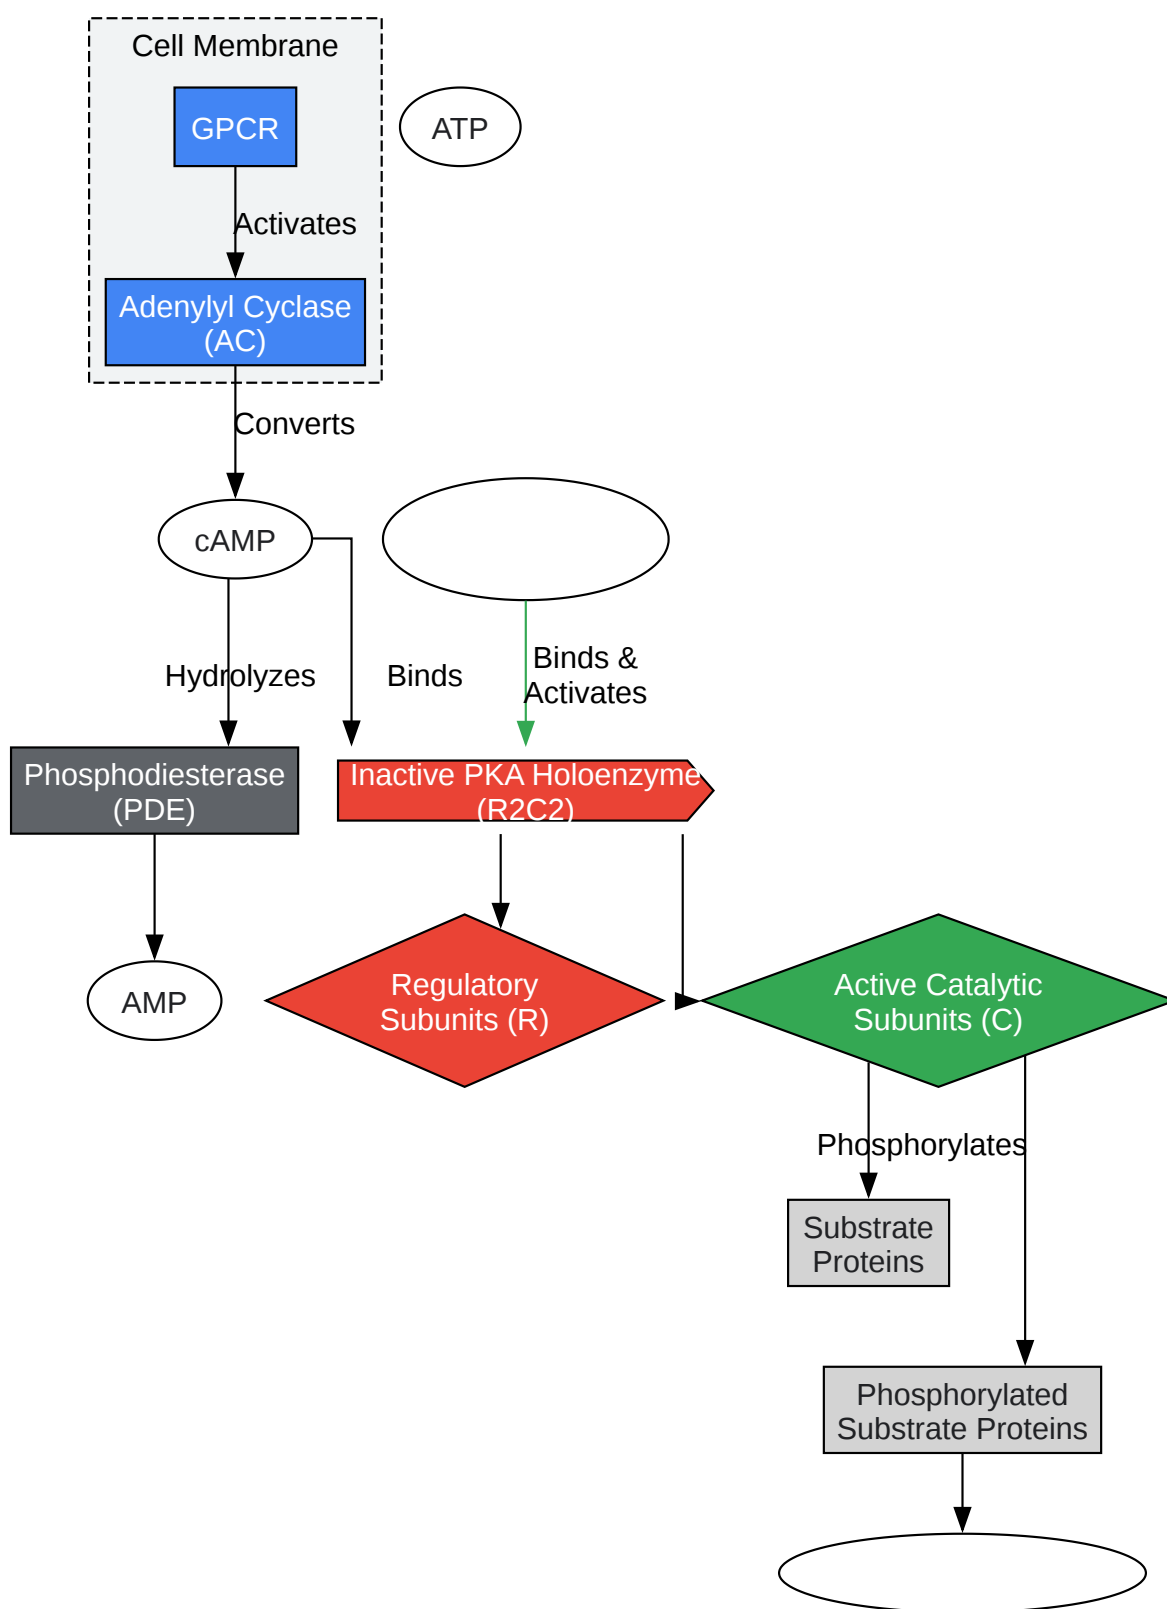 Cell Membrane
GPCR
ATP
Activates
Adenylyl Cyclase
(AC)
Converts
cAMP
Hydrolyzes
Binds
Binds &
Activates
Phosphodiesterase
(PDE)
Inactive PKA Holoenzyme
(R2C2)
AMP
Regulatory
Subunits (R)
Active Catalytic
Subunits (C)
Phosphorylates
Substrate
Proteins
Phosphorylated
Substrate Proteins